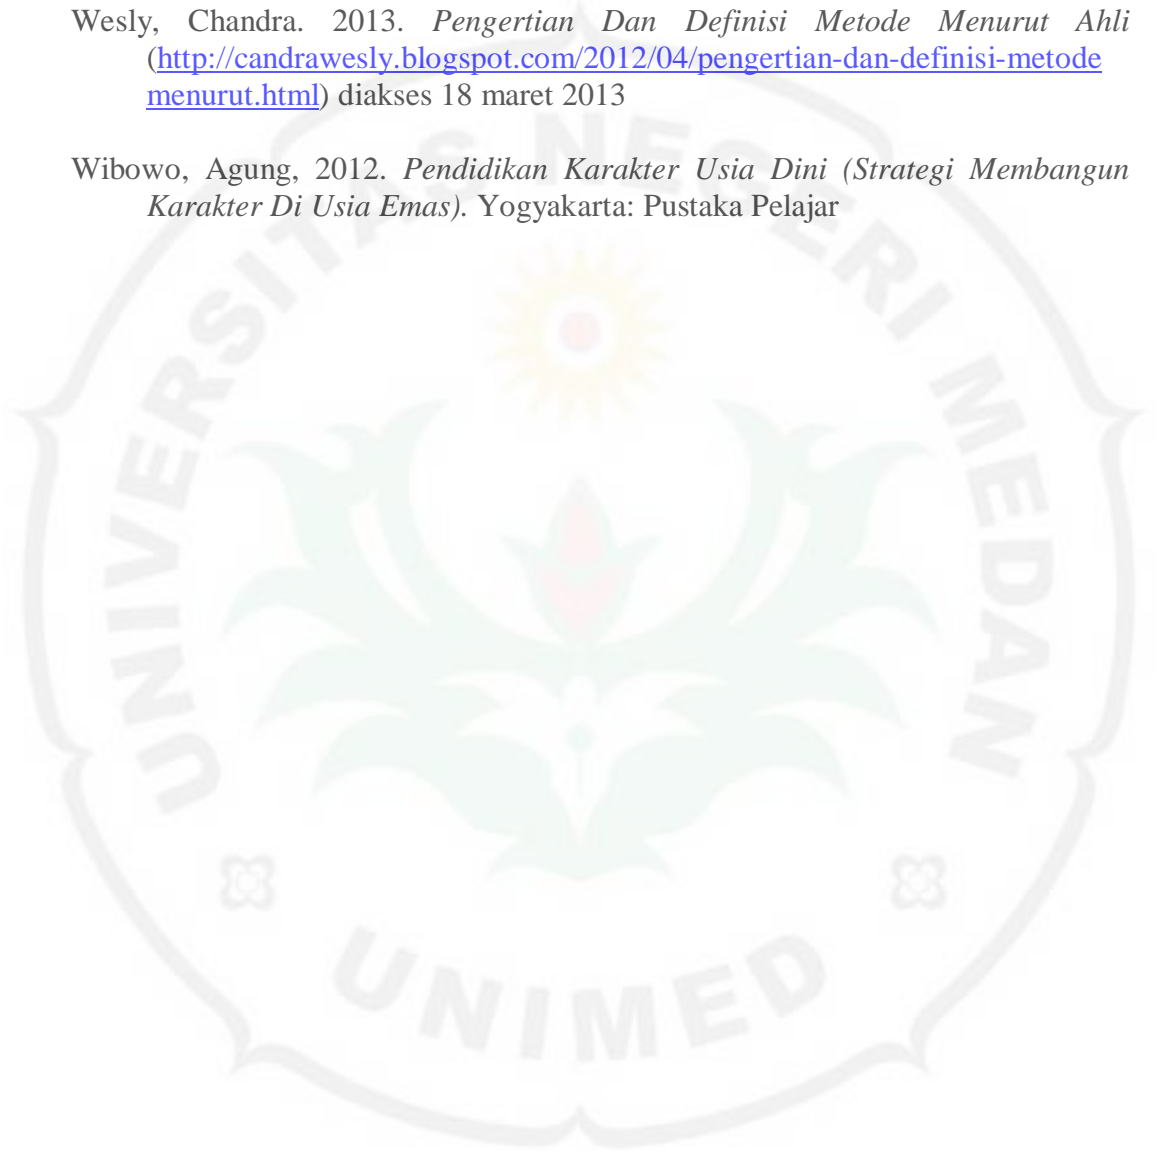 Wesly, Chandra. 2013. Pengertian Dan Definisi Metode Menurut Ahli
(http://candrawesly.blogspot.com/2012/04/pengertian-dan-definisi-metode
menurut.html) diakses 18 maret 2013
Wibowo, Agung, 2012. Pendidikan Karakter Usia Dini (Strategi Membangun
Karakter Di Usia Emas). Yogyakarta: Pustaka Pelajar
UNIVERSITAS NEGERI MEDAN
UNIMED